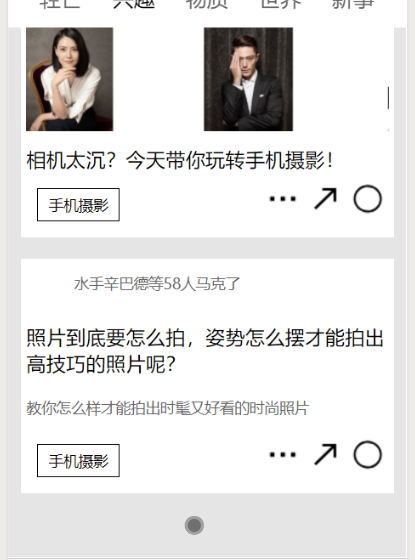 轻芒 兴趣 物质 世界 新事
相机太沉？今天带你玩转手机摄影！
手机摄影
水手辛巴德等58人马克了
照片到底要怎么拍，姿势怎么摆才能拍出
高技巧的照片呢？
教你怎么样才能拍出时髦又好看的时尚照片
手机摄影